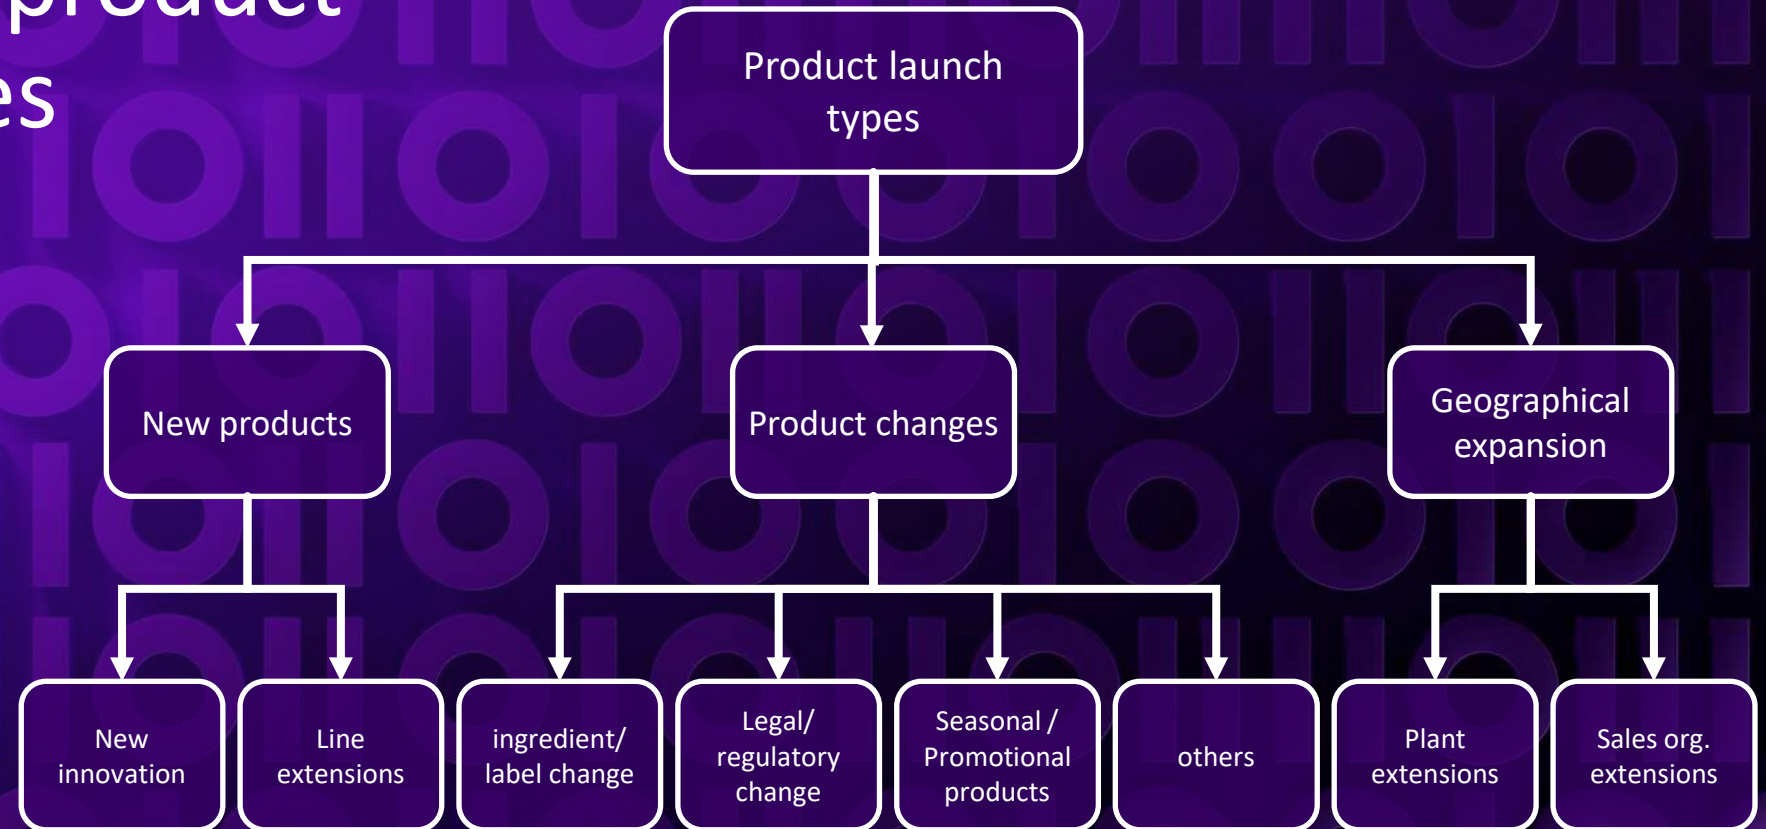 product
Product launch
types
New products
Product changes
Geographical
expansion
New
innovation
Line
extensions
ingredient/
label change
Legal/
regulatory
change
Seasonal /
Promotional
products
others
Plant
extensions
Sales org.
extensions